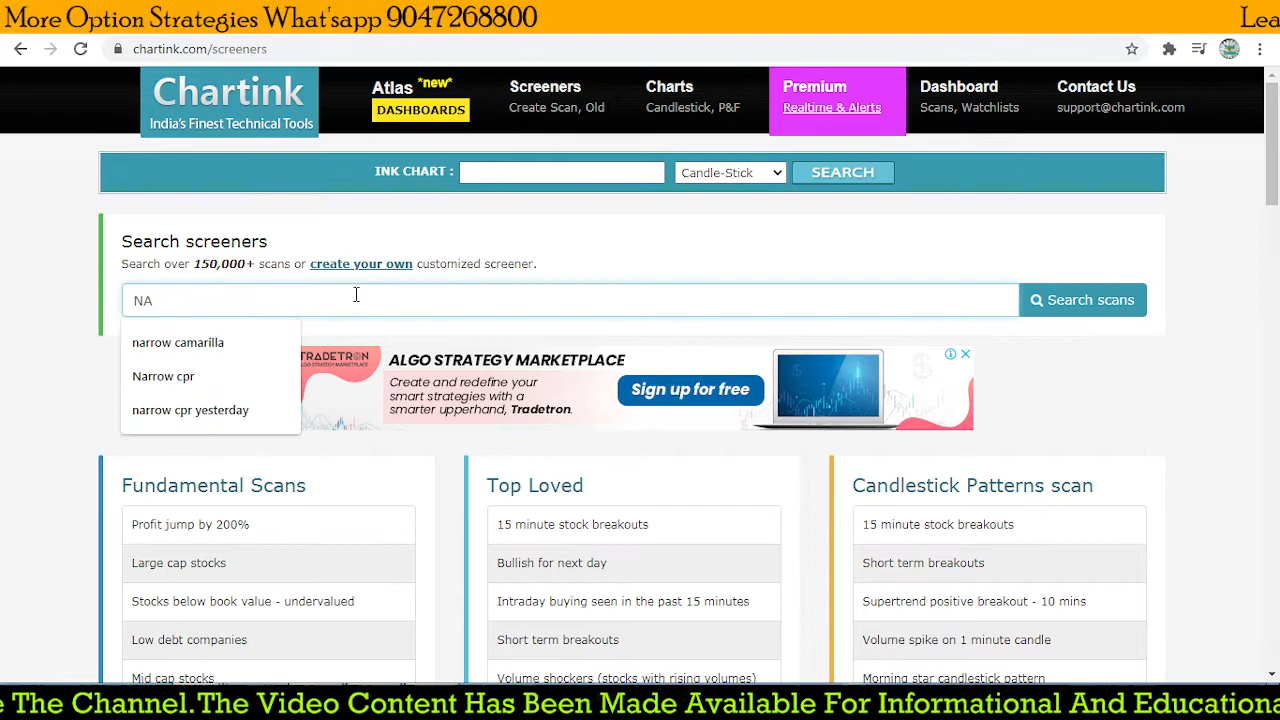 More Option Strategies What'sapp 9047268800
Lea
chartink.com/screeners
Chartink
India's Finest Technical Tools
Atlas *new*
DASHBOARDS
Screeners
Create Scan, Old
Charts
Candlestick, P&F
Premium
Realtime & Alerts
Dashboard
Scans, Watchlists
Contact Us
support@chartink.com
INK CHART :
Candle-Stick
SEARCH
Search screeners
Search over 150,000+ scans or create your own customized screener.
NA
Search scans
narrow camarilla
Narrow cpr
narrow cpr yesterday
TRADETRON
ALGO STRATEGY MARKETPLACE
ALGO STRATEGY MARKETPLACE
Create and redefine your
smart strategies with a
smarter upperhand, Tradetron.
Sign up for free
Fundamental Scans
Profit jump by 200%
Large cap stocks
Stocks below book value - undervalued
Low debt companies
Mid cap stocks
Top Loved
15 minute stock breakouts
Bullish for next day
Intraday buying seen in the past 15 minutes
Short term breakouts
Volume shockers (stocks with rising volumes)
Candlestick Patterns scan
15 minute stock breakouts
Short term breakouts
Supertrend positive breakout - 10 mins
Volume spike on 1 minute candle
Morning star candlestick pattern
e The Channel.The Video Content Has Been Made Available For Informational And Educationa